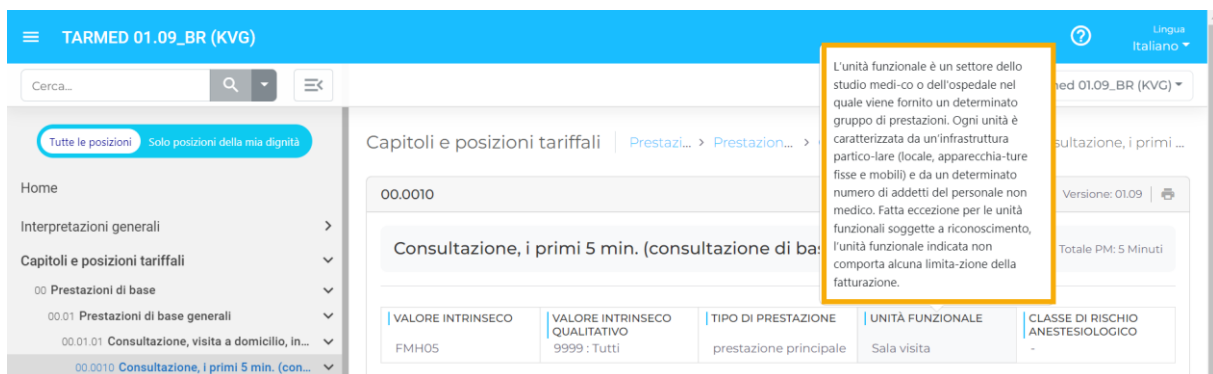 TARMED 01.09_BR (KVG)
Lingua
Italiano
Cerca...
ned 01.09_BR (KVG)
L'unità funzionale è un settore dello
studio medi-co o dell'ospedale nel
quale viene fornito un determinato
gruppo di prestazioni. Ogni unità è
caratterizzata da un'infrastruttura
partico-lare (locale, apparecchia-ture
fisse e mobili) e da un determinato
numero di addetti del personale non
medico. Fatta eccezione per le unità
funzionali soggette a riconoscimento,
l'unità funzionale indicata non
comporta alcuna limita-zione della
fatturazione.
Tutte le posizioni Solo posizioni della mia dignità
Home
Interpretazioni generali
Capitoli e posizioni tariffali
00 Prestazioni di base
00.01 Prestazioni di base generali
00.01.01 Consultazione, visita a domicilio, in...
00.0010 Consultazione, i primi 5 min. (con...
Capitoli e posizioni tariffali Prestazi... > Prestazion... > sultazione, i primi ...
00.0010 Versione: 01.09
Consultazione, i primi 5 min. (consultazione di ba Totale PM: 5 Minuti
VALORE INTRINSECO
FMH05
VALORE INTRINSECO
QUALITATIVO
9999 : Tutti
TIPO DI PRESTAZIONE
prestazione principale
UNITÀ FUNZIONALE
Sala visita
CLASSE DI RISCHIO
ANESTESIOLOGICO
-